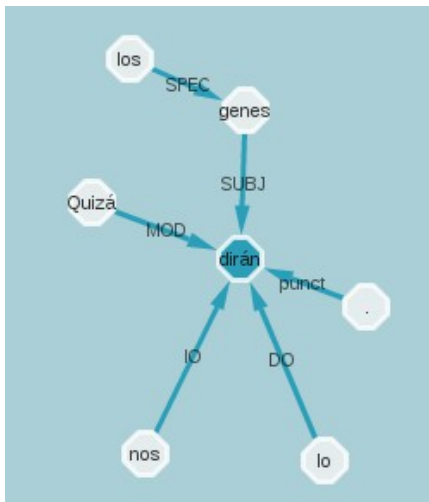 los
SPEC
genes
SUBJ
Quizá
MOD
dirán
punct
.
IO
DO
nos
lo